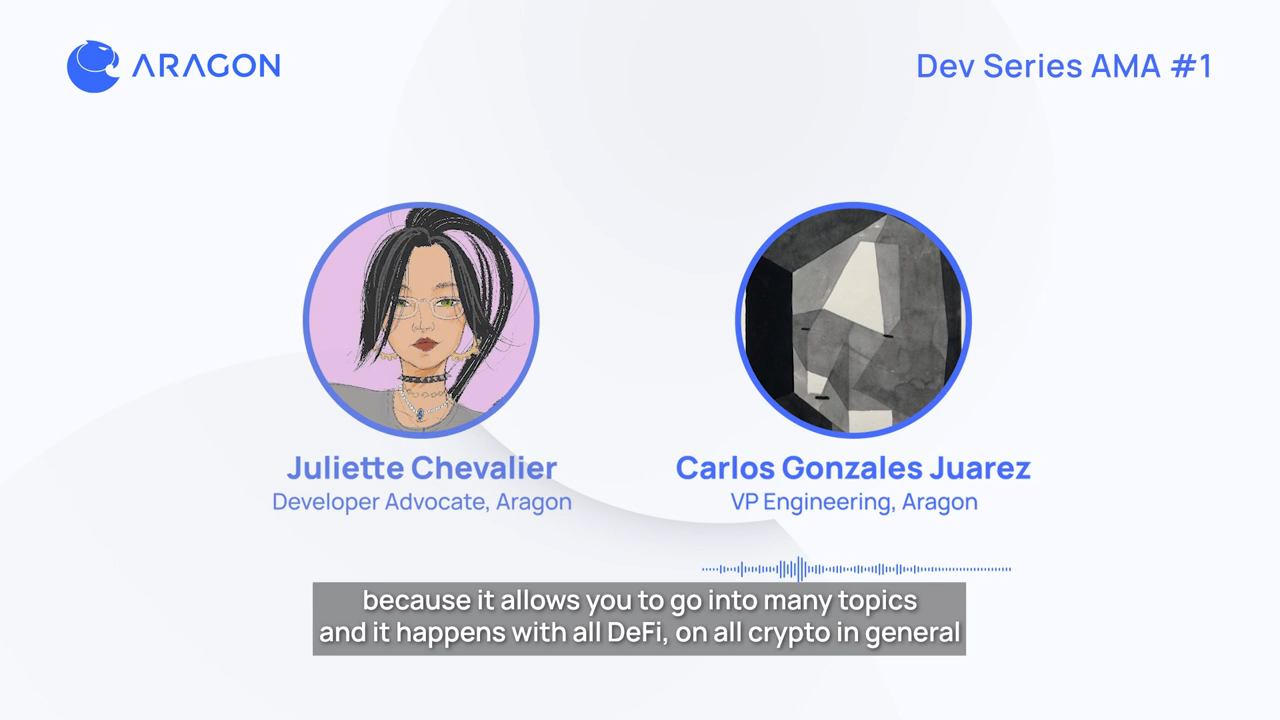 ARAGON
Dev Series AMA #1
Juliette Chevalier
Developer Advocate, Aragon
Carlos Gonzales Juarez
VP Engineering, Aragon
because it allows you to go into many topics
and it happens with all DeFi, on all crypto in general